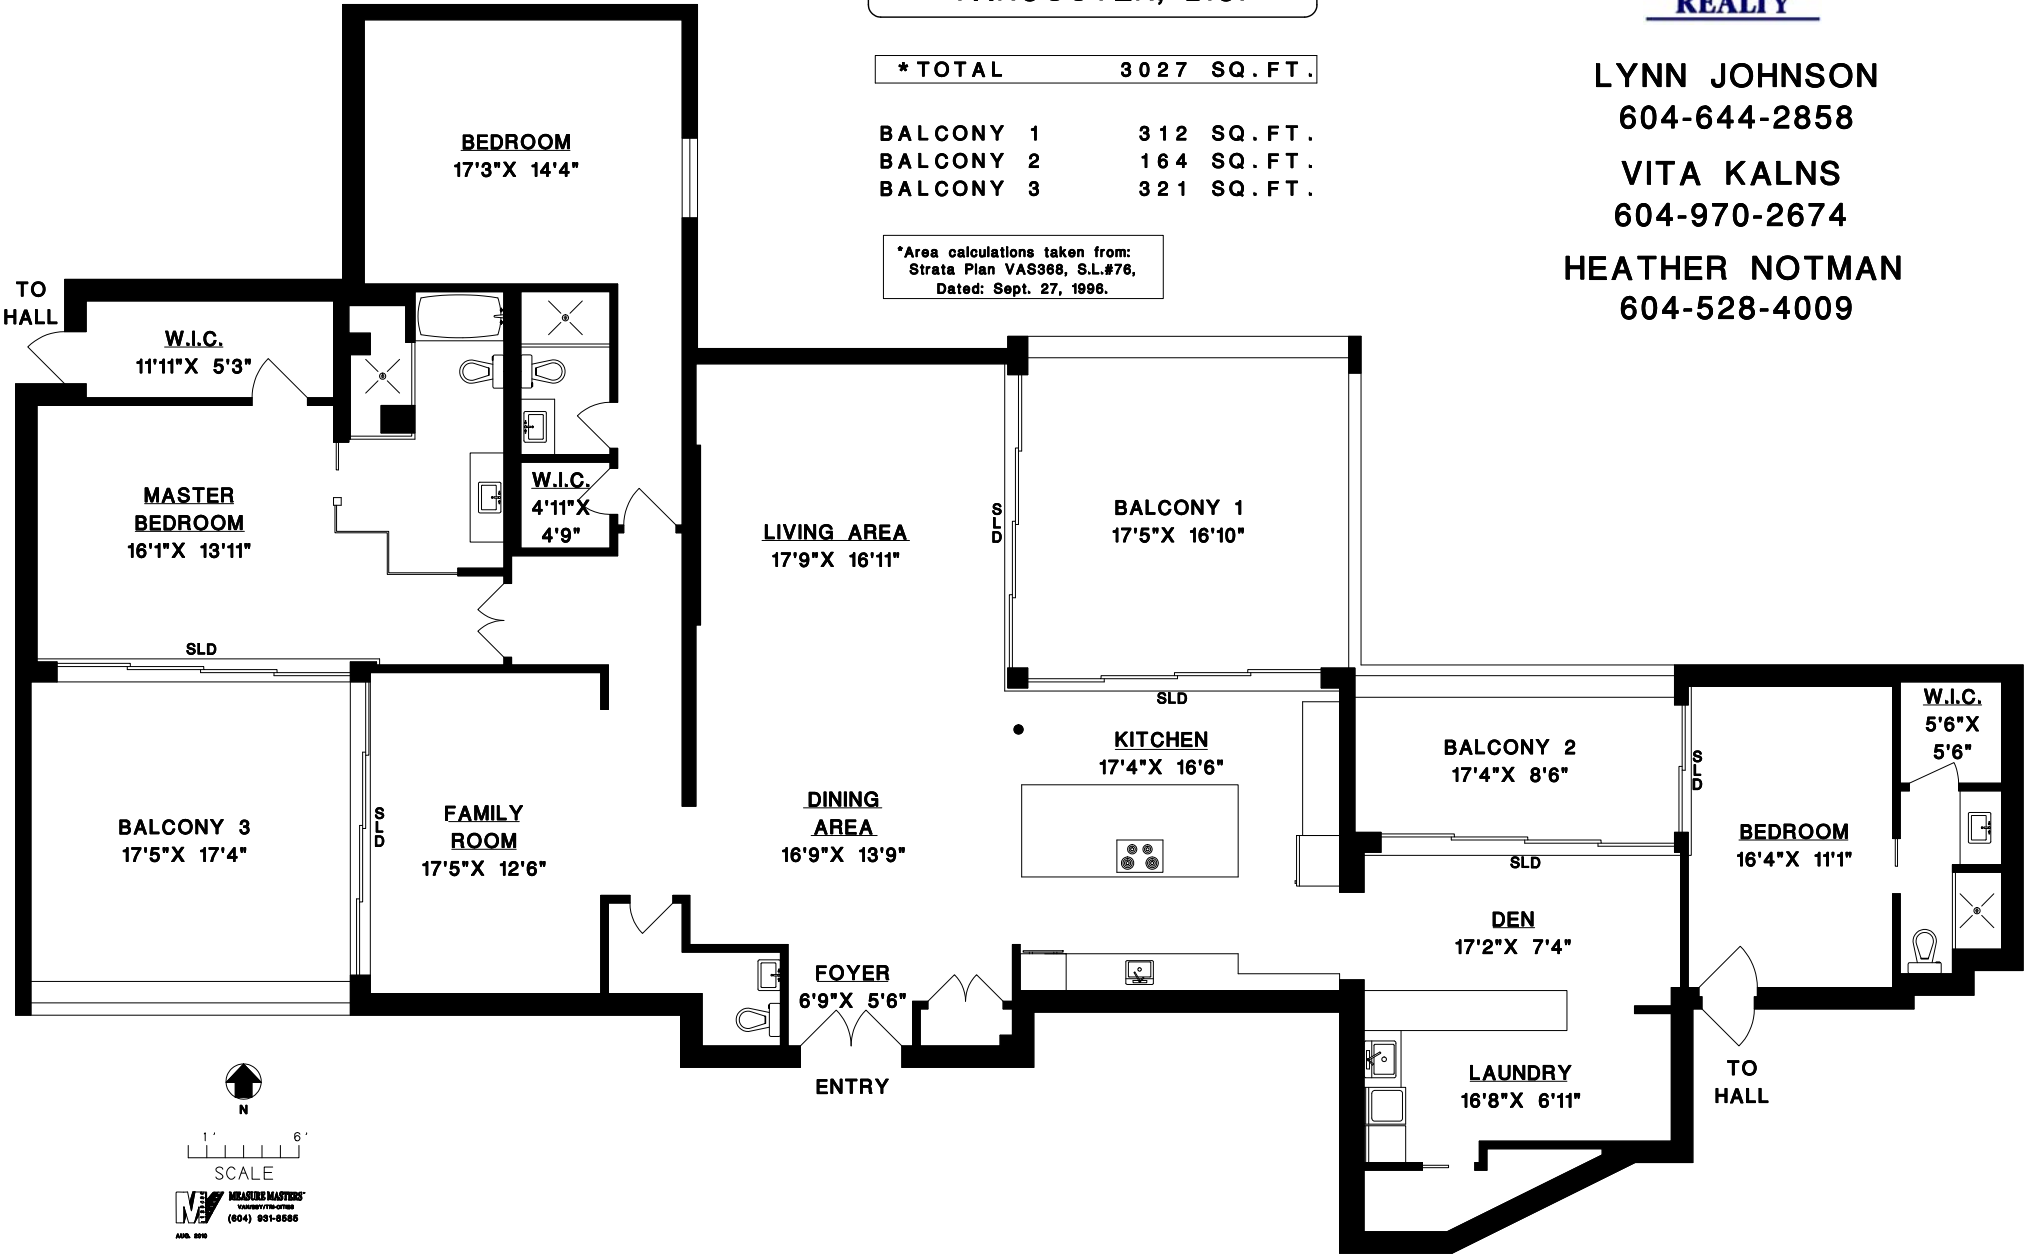 REALTY
*TOTAL 3027 SQ.FT.
BALCONY 1 312 SQ.FT.
BALCONY 2 164 SQ.FT.
BALCONY 3 321 SQ.FT.
*Area calculations taken from:
Strata Plan VAS368, S.L.#76,
Dated: Sept. 27, 1996.
LYNN JOHNSON
604-644-2858
VITA KALNS
604-970-2674
HEATHER NOTMAN
604-528-4009
BEDROOM
17'3"X 14'4"
TO
HALL
W.I.C.
11'11"X 5'3"
MASTER
BEDROOM
16'1"X 13'11"
SLD
W.I.C.
4'11"X
4'9"
LIVING AREA
17'9"X 16'11"
SLD
BALCONY 1
17'5"X 16'10"
SLD
KITCHEN
17'4"X 16'6"
DINING
AREA
16'9"X 13'9"
BALCONY 3
17'5"X 17'4"
SLD
FAMILY
ROOM
17'5"X 12'6"
BALCONY 2
17'4"X 8'6"
SLD
SLD
BEDROOM
16'4"X 11'1"
W.I.C.
5'6"X
5'6"
DEN
17'2"X 7'4"
FOYER
6'9"X 5'6"
ENTRY
LAUNDRY
16'8"X 6'11"
TO
HALL
N
1' 6'
SCALE
MEASURE MASTERS
(604) 931-8585